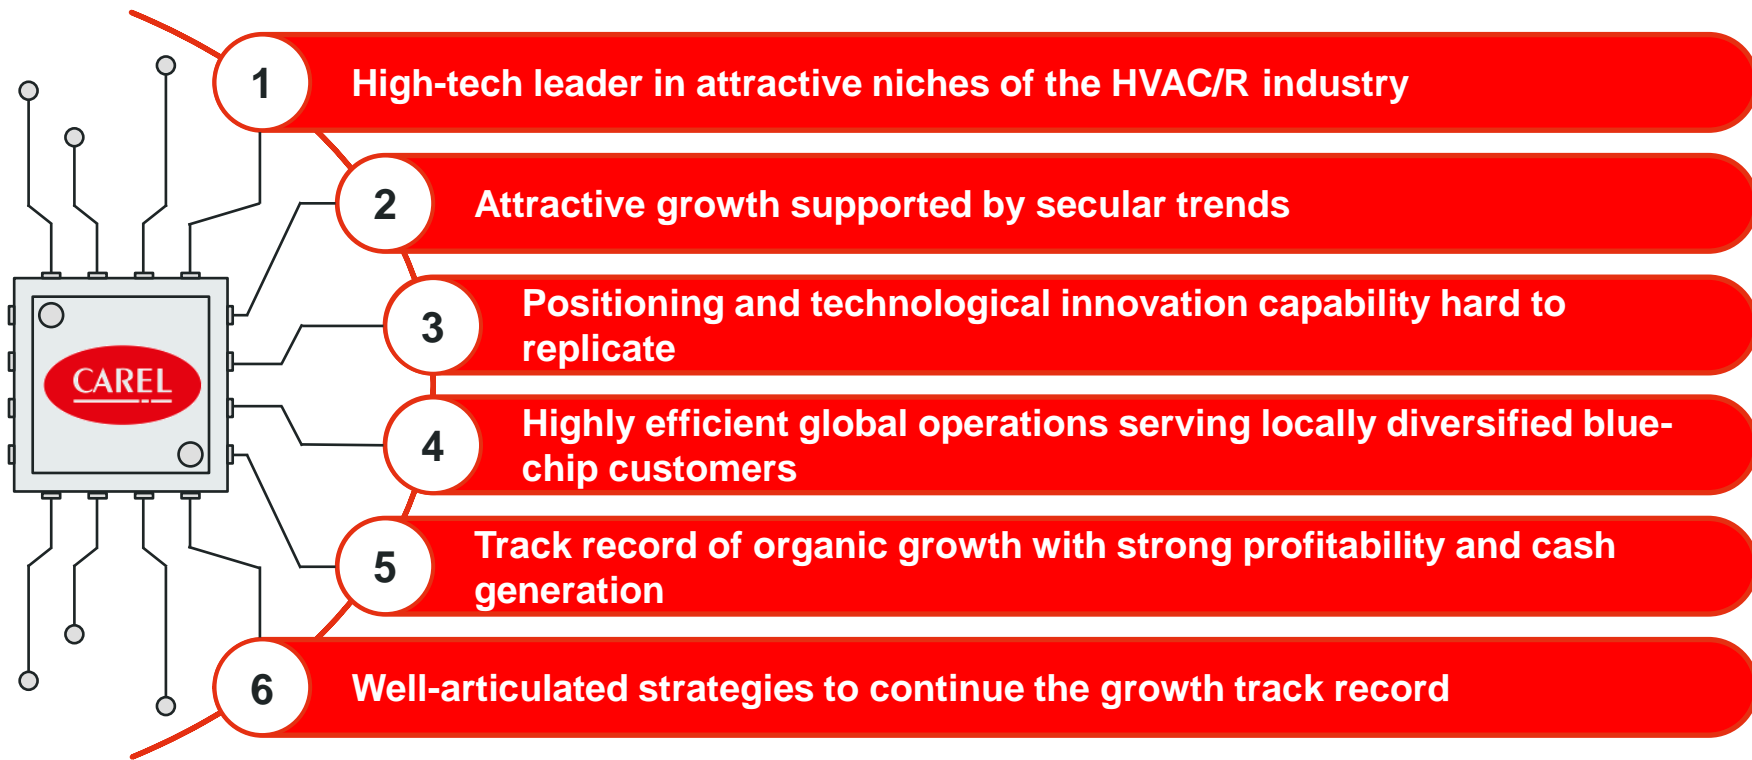 1
High-tech leader in attractive niches of the HVAC/R industry
2
Attractive growth supported by secular trends
3
Positioning and technological innovation capability hard to
replicate
CAREL
4
Highly efficient global operations serving locally diversified blue-
chip customers
5
Track record of organic growth with strong profitability and cash
generation
6
Well-articulated strategies to continue the growth track record